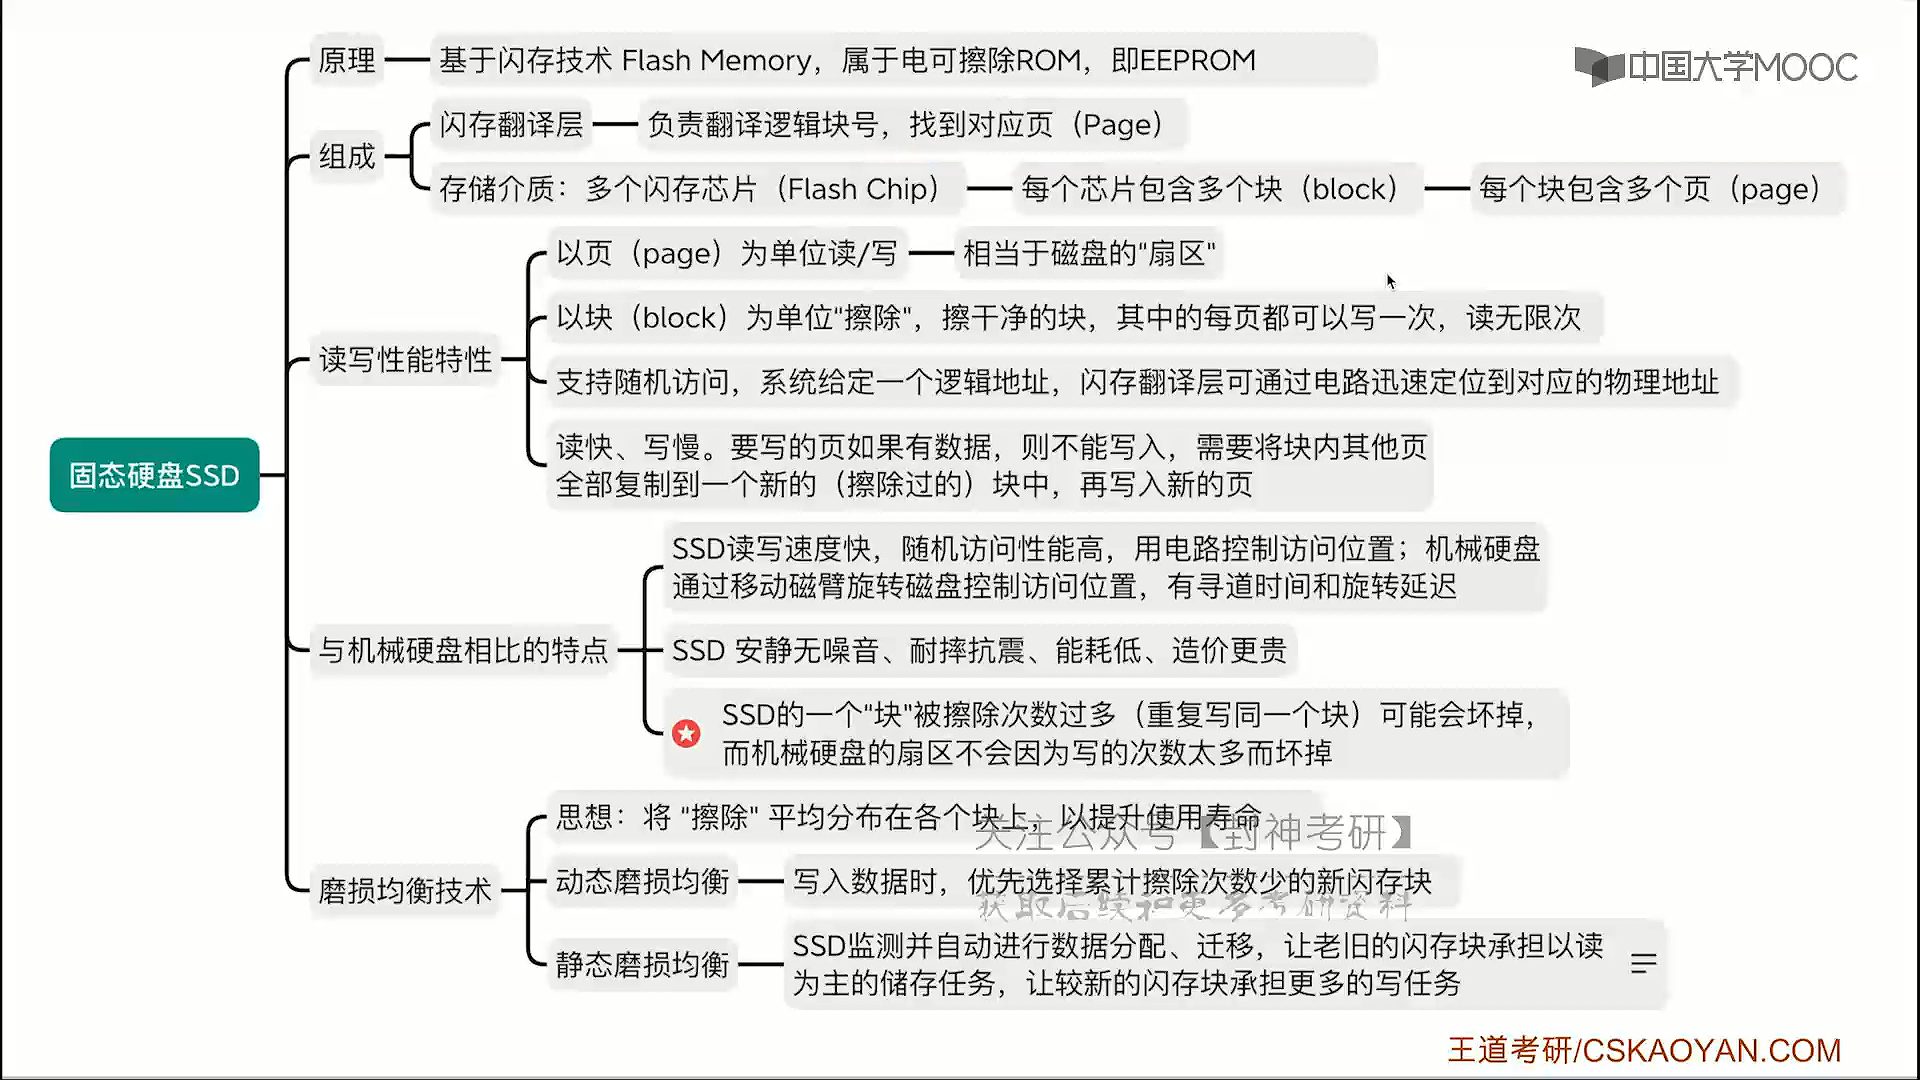 中国大学MOOC
固态硬盘SSD
原理
基于闪存技术 Flash Memory，属于电可擦除ROM，即EEPROM
组成
闪存翻译层
负责翻译逻辑块号，找到对应页（Page）
存储介质：多个闪存芯片（Flash Chip）
每个芯片包含多个块（block）
每个块包含多个页（page）
读写性能特性
以页（page）为单位读/写
相当于磁盘的"扇区"
以块（block）为单位"擦除"，擦干净的块，其中的每页都可以写一次，读无限次
支持随机访问，系统给定一个逻辑地址，闪存翻译层可通过电路迅速定位到对应的物理地址
读快、写慢。要写的页如果有数据，则不能写入，需要将块内其他页
全部复制到一个新的（擦除过的）块中，再写入新的页
与机械硬盘相比的特点
SSD读写速度快，随机访问性能高，用电路控制访问位置；机械硬盘
通过移动磁臂旋转磁盘控制访问位置，有寻道时间和旋转延迟
SSD 安静无噪音、耐摔抗震、能耗低、造价更贵
SSD的一个"块"被擦除次数过多（重复写同一个块）可能会坏掉，
而机械硬盘的扇区不会因为写的次数太多而坏掉
磨损均衡技术
思想：将 "擦除" 平均分布在各个块上，以提升使用寿命
关注公众号【封神考研】
动态磨损均衡
写入数据时，优先选择累计擦除次数少的新闪存块
获取后续和更多考研资料
静态磨损均衡
SSD监测并自动进行数据分配、迁移，让老旧的闪存块承担以读
为主的储存任务，让较新的闪存块承担更多的写任务
王道考研/CSKAOYAN.COM